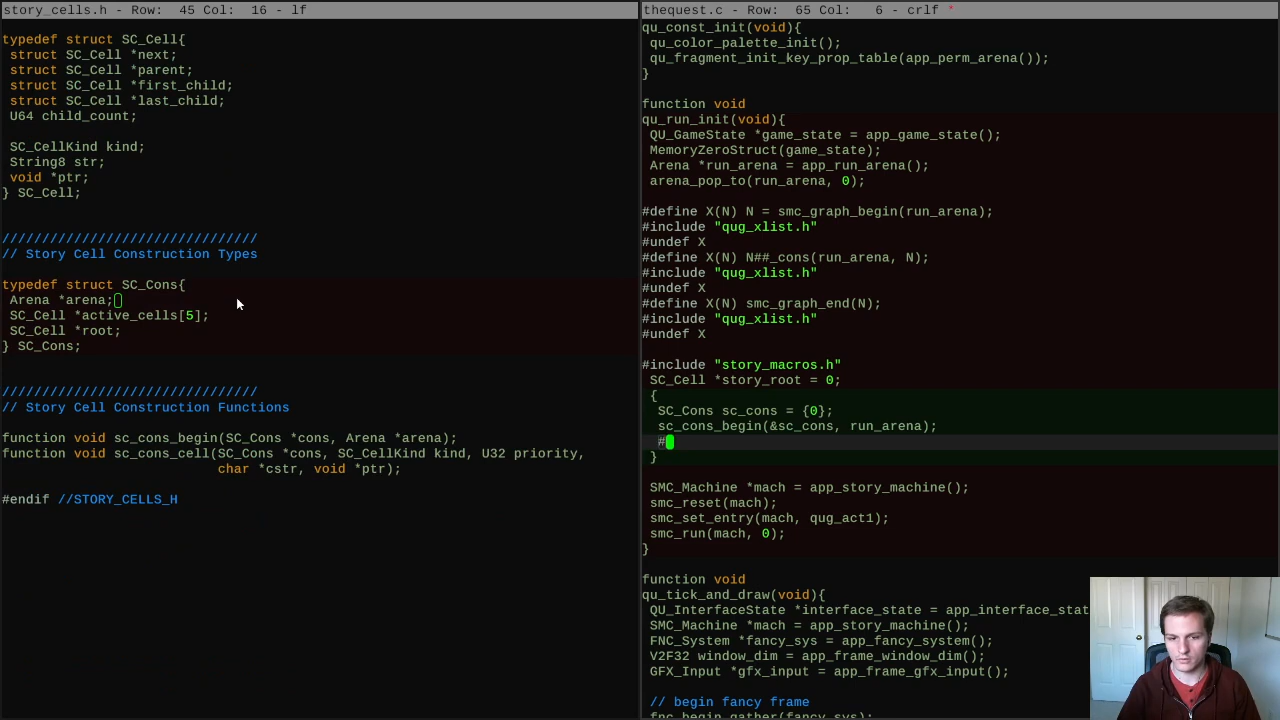 story_cells.h - Row:  45 Col:  16 - lf
typedef struct SC_Cell{
struct SC_Cell *next;
struct SC_Cell *parent;
struct SC_Cell *first_child;
struct SC_Cell *last_child;
U64 child_count;
SC_CellKind kind;
String8 str;
void *ptr;
} SC_Cell;
////////////////////////////////
// Story Cell Construction Types
typedef struct SC_Cons{
Arena *arena;
SC_Cell *active_cells[5];
SC_Cell *root;
} SC_Cons;
////////////////////////////////
// Story Cell Construction Functions
function void sc_cons_begin(SC_Cons *cons, Arena *arena);
function void sc_cons_cell(SC_Cons *cons, SC_CellKind kind, U32 priority,
char *cstr, void *ptr);
#endif //STORY_CELLS_H
thequest.c - Row:  65 Col:   6 - crlf *
qu_const_init(void){
qu_color_palette_init();
qu_fragment_init_key_prop_table(app_perm_arena());
}
function void
qu_run_init(void){
QU_GameState *game_state = app_game_state();
MemoryZeroStruct(game_state);
Arena *run_arena = app_run_arena();
arena_pop_to(run_arena, 0);
#define X(N) N = smc_graph_begin(run_arena);
#include "qug_xlist.h"
#undef X
#define X(N) N##_cons(run_arena, N);
#include "qug_xlist.h"
#undef X
#define X(N) smc_graph_end(N);
#include "qug_xlist.h"
#undef X
#include "story_macros.h"
SC_Cell *story_root = 0;
{
SC_Cons sc_cons = {0};
sc_cons_begin(&sc_cons, run_arena);
#
}
SMC_Machine *mach = app_story_machine();
smc_reset(mach);
smc_set_entry(mach, qug_act1);
smc_run(mach, 0);
}
function void
qu_tick_and_draw(void){
QU_InterfaceState *interface_state = app_interface_stat
SMC_Machine *mach = app_story_machine();
FNC_System *fancy_sys = app_fancy_system();
V2F32 window_dim = app_frame_window_dim();
GFX_Input *gfx_input = app_frame_gfx_input();
// begin fancy frame
fnc_begin_gather(fancy_sys);